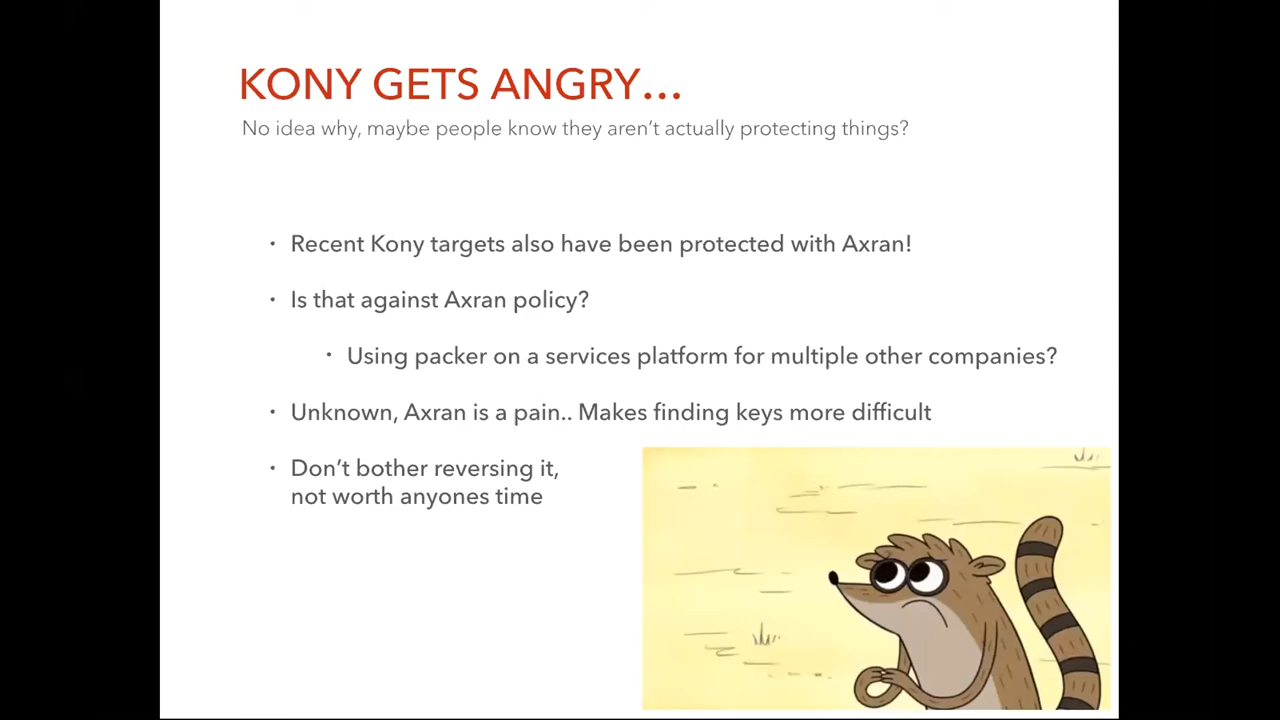 KONY GETS ANGRY...
No idea why, maybe people know they aren't actually protecting things?
• Recent Kony targets also have been protected with Axran!
• Is that against Axran policy?
• Using packer on a services platform for multiple other companies?
• Unknown, Axran is a pain.. Makes finding keys more difficult
• Don't bother reversing it,
not worth anyones time